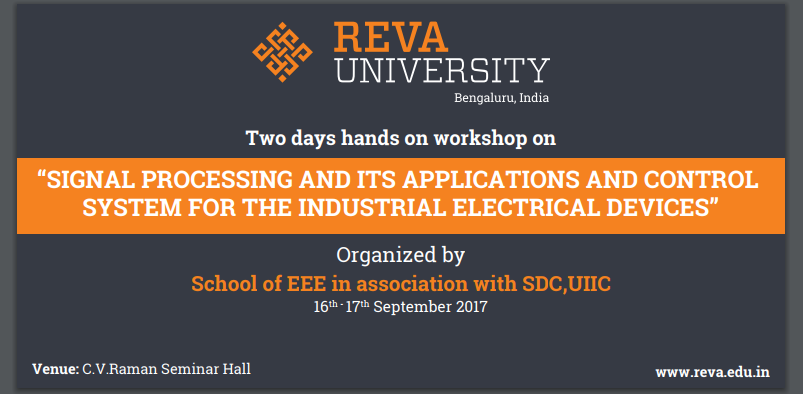 REVA
UNIVERSITY
Bengaluru, India
Two days hands on workshop on
“SIGNAL PROCESSING AND ITS APPLICATIONS AND CONTROL
SYSTEM FOR THE INDUSTRIAL ELECTRICAL DEVICES”
Organized by
School of EEE in association with SDC,UIIC
16th - 17th September 2017
Venue: C.V.Raman Seminar Hall
www.reva.edu.in